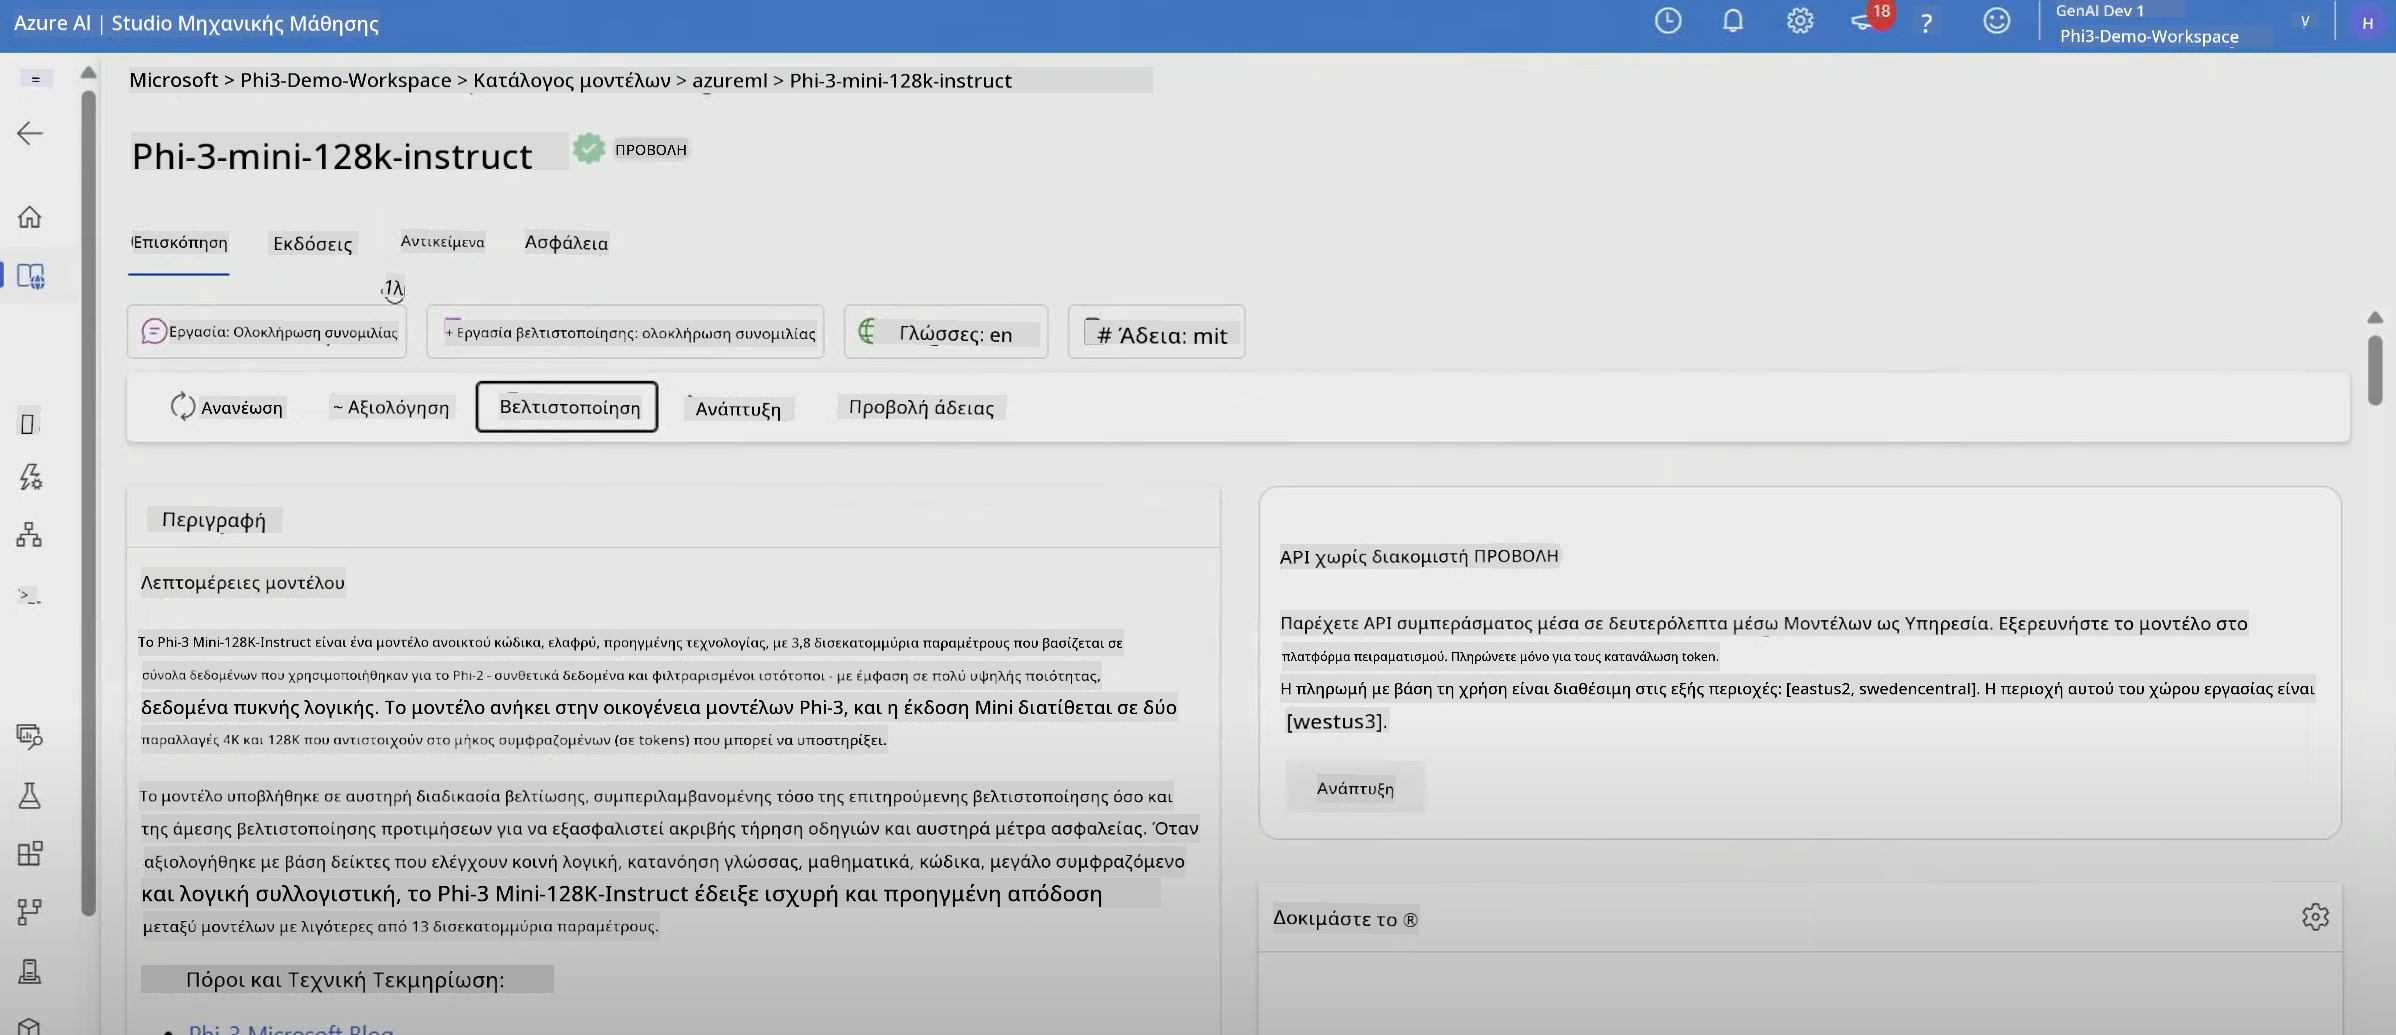 Azure AI | Studio Μηχανικής Μάθησης
18
?
GenAI Dev 1
Phi3-Demo-Workspace
V
H
Microsoft > Phi3-Demo-Workspace > Κατάλογος μοντέλων > azureml > Phi-3-mini-128k-instruct
Phi-3-mini-128k-instruct
ΠΡΟΒΟΛΗ
Επισκόπηση
Εκδόσεις
Αντικείμενα
Ασφάλεια
Εργασία: Ολοκλήρωση συνομιλίας
+ Εργασία βελτιστοποίησης: ολοκλήρωση συνομιλίας
Γλώσσες: en
# Άδεια: mit
Ανανέωση
~ Αξιολόγηση
Βελτιστοποίηση
Ανάπτυξη
Προβολή άδειας
Περιγραφή
Λεπτομέρειες μοντέλου
Το Phi-3 Mini-128K-Instruct είναι ένα μοντέλο ανοικτού κώδικα, ελαφρύ, προηγμένης τεχνολογίας, με 3,8 δισεκατομμύρια παραμέτρους που βασίζεται σε
σύνολα δεδομένων που χρησιμοποιήθηκαν για το Phi-2 - συνθετικά δεδομένα και φιλτραρισμένοι ιστότοποι - με έμφαση σε πολύ υψηλής ποιότητας,
δεδομένα πυκνής λογικής. Το μοντέλο ανήκει στην οικογένεια μοντέλων Phi-3, και η έκδοση Mini διατίθεται σε δύο
παραλλαγές 4K και 128K που αντιστοιχούν στο μήκος συμφραζομένων (σε tokens) που μπορεί να υποστηρίξει.
Το μοντέλο υποβλήθηκε σε αυστηρή διαδικασία βελτίωσης, συμπεριλαμβανομένης τόσο της επιτηρούμενης βελτιστοποίησης όσο και
της άμεσης βελτιστοποίησης προτιμήσεων για να εξασφαλιστεί ακριβής τήρηση οδηγιών και αυστηρά μέτρα ασφαλείας. Όταν
αξιολογήθηκε με βάση δείκτες που ελέγχουν κοινή λογική, κατανόηση γλώσσας, μαθηματικά, κώδικα, μεγάλο συμφραζόμενο
και λογική συλλογιστική, το Phi-3 Mini-128K-Instruct έδειξε ισχυρή και προηγμένη απόδοση
μεταξύ μοντέλων με λιγότερες από 13 δισεκατομμύρια παραμέτρους.
Πόροι και Τεχνική Τεκμηρίωση:
Phi-3 Microsoft Blog
API χωρίς διακομιστή ΠΡΟΒΟΛΗ
Παρέχετε API συμπεράσματος μέσα σε δευτερόλεπτα μέσω Μοντέλων ως Υπηρεσία. Εξερευνήστε το μοντέλο στο
πλατφόρμα πειραματισμού. Πληρώνετε μόνο για τους κατανάλωση token.
Η πληρωμή με βάση τη χρήση είναι διαθέσιμη στις εξής περιοχές: [eastus2, swedencentral]. Η περιοχή αυτού του χώρου εργασίας είναι
[westus3].
Ανάπτυξη
Δοκιμάστε το ®